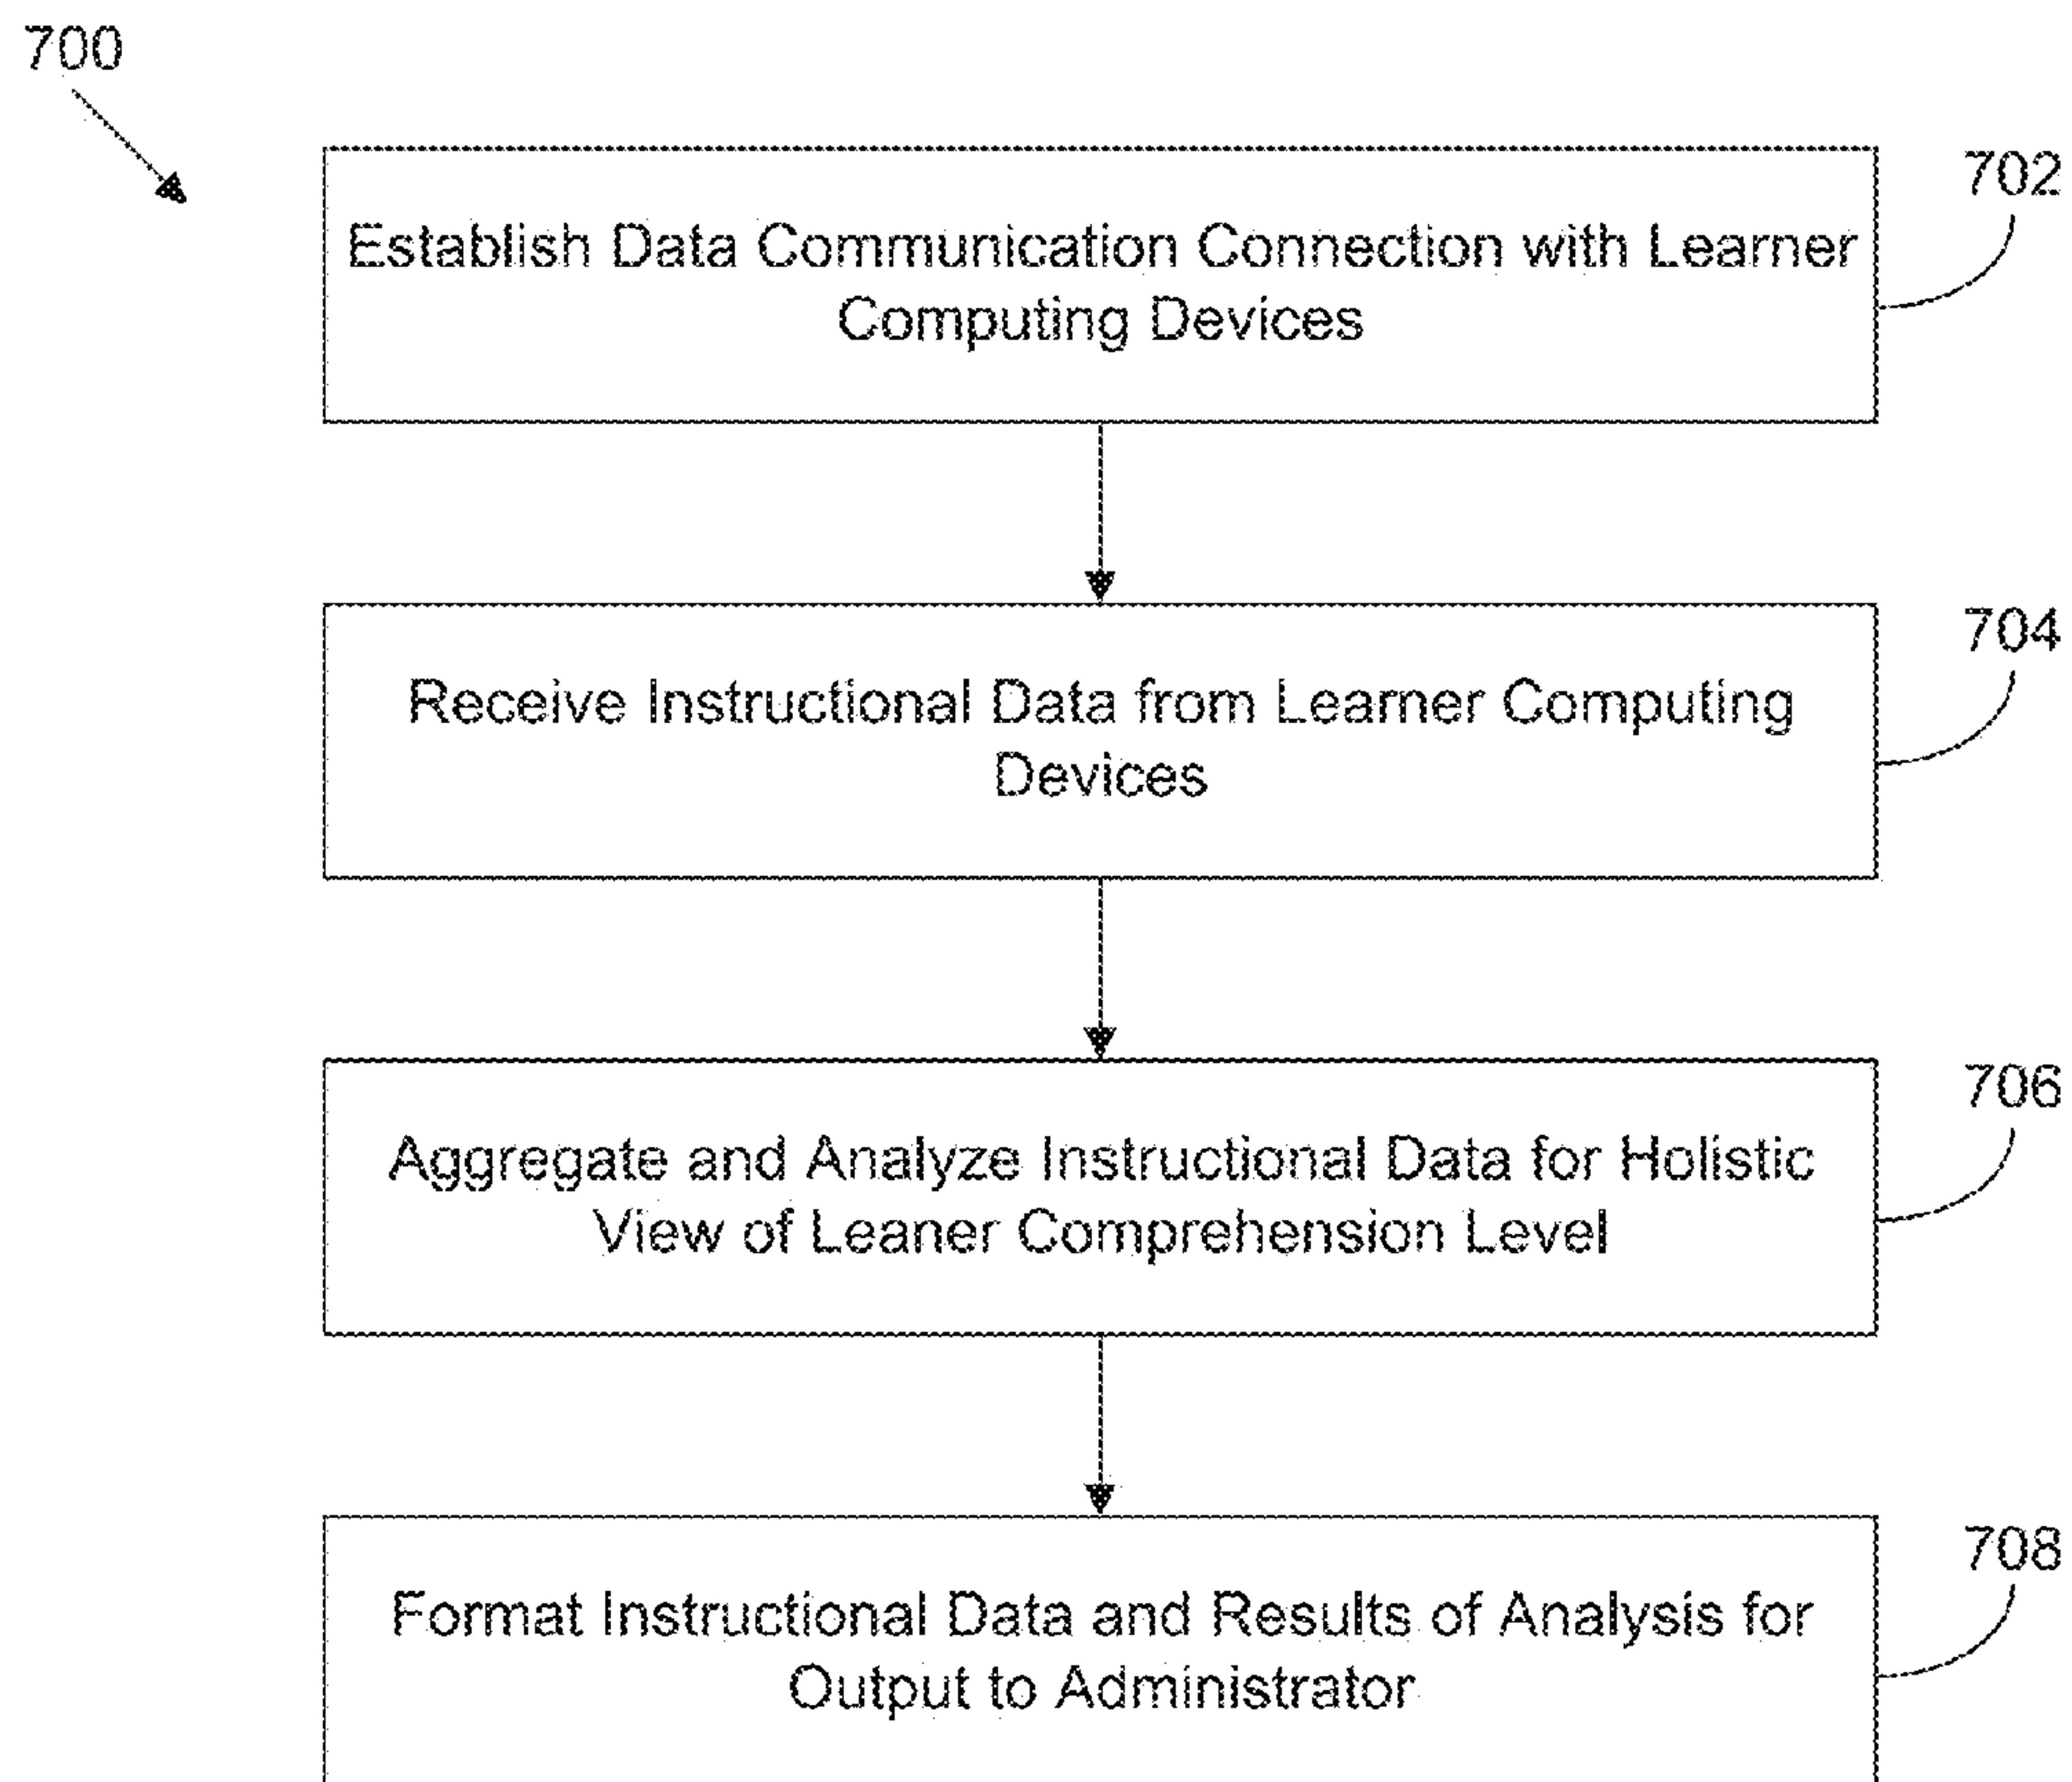 700
702
Establish Data Communication Connection with Learner
Computing Devices
704
Receive Instructional Data from Learner Computing
Devices
706
Aggregate and Analyze Instructional Data for Holistic
View of Leaner Comprehension Level
708
Format Instructional Data and Results of Analysis for
Output to Administrator